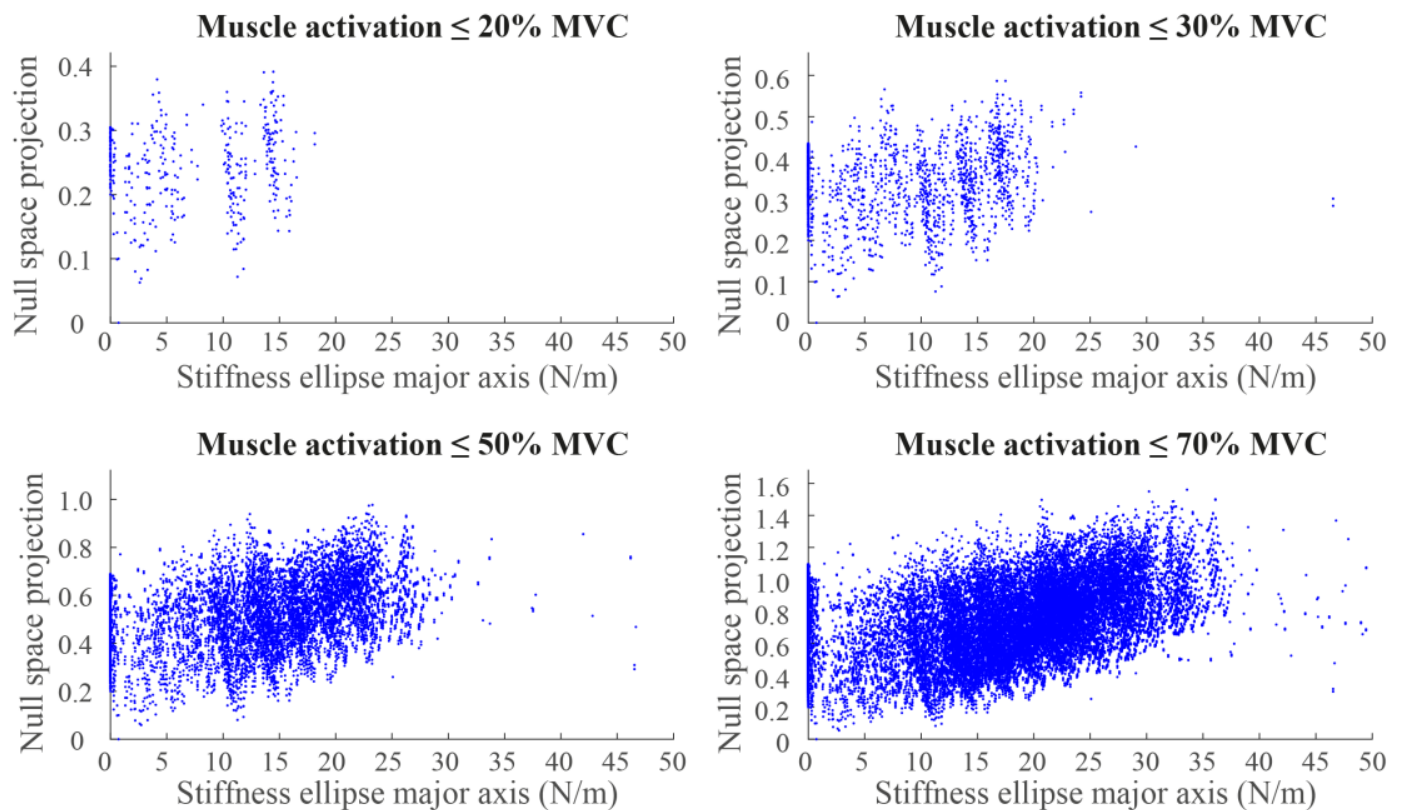 Muscle activation ≤ 20% MVC
Null space projection
0.4
0.3
0.2
0.1
0
0 5 10 15 20 25 30 35 40 45 50
Stiffness ellipse major axis (N/m)
Muscle activation ≤ 30% MVC
Null space projection
0.6
0.5
0.4
0.3
0.2
0.1
0
0 5 10 15 20 25 30 35 40 45 50
Stiffness ellipse major axis (N/m)
Muscle activation ≤ 50% MVC
Null space projection
1.0
0.8
0.6
0.4
0.2
0
0 5 10 15 20 25 30 35 40 45 50
Stiffness ellipse major axis (N/m)
Muscle activation ≤ 70% MVC
Null space projection
1.6
1.4
1.2
1.0
0.8
0.6
0.4
0.2
0
0 5 10 15 20 25 30 35 40 45 50
Stiffness ellipse major axis (N/m)